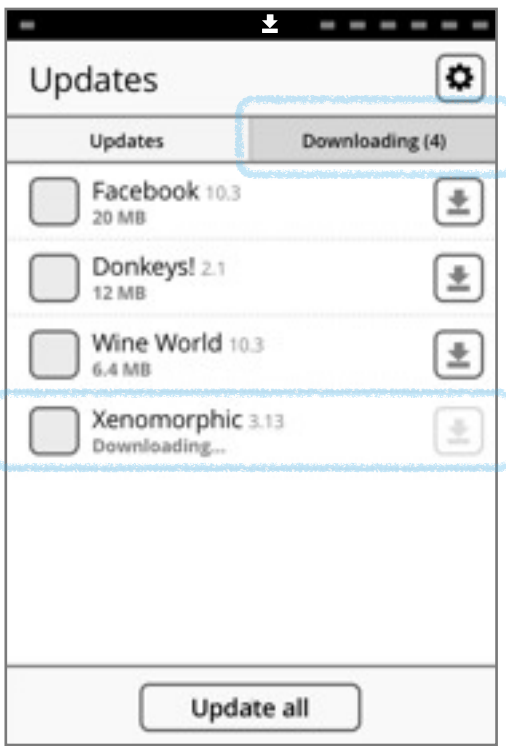 Updates
Updates Downloading (4)
Facebook 10.3
20 MB
Donkeys! 2.1
12 MB
Wine World 10.3
6.4 MB
Xenomorphic 3.13
Downloading...
Update all